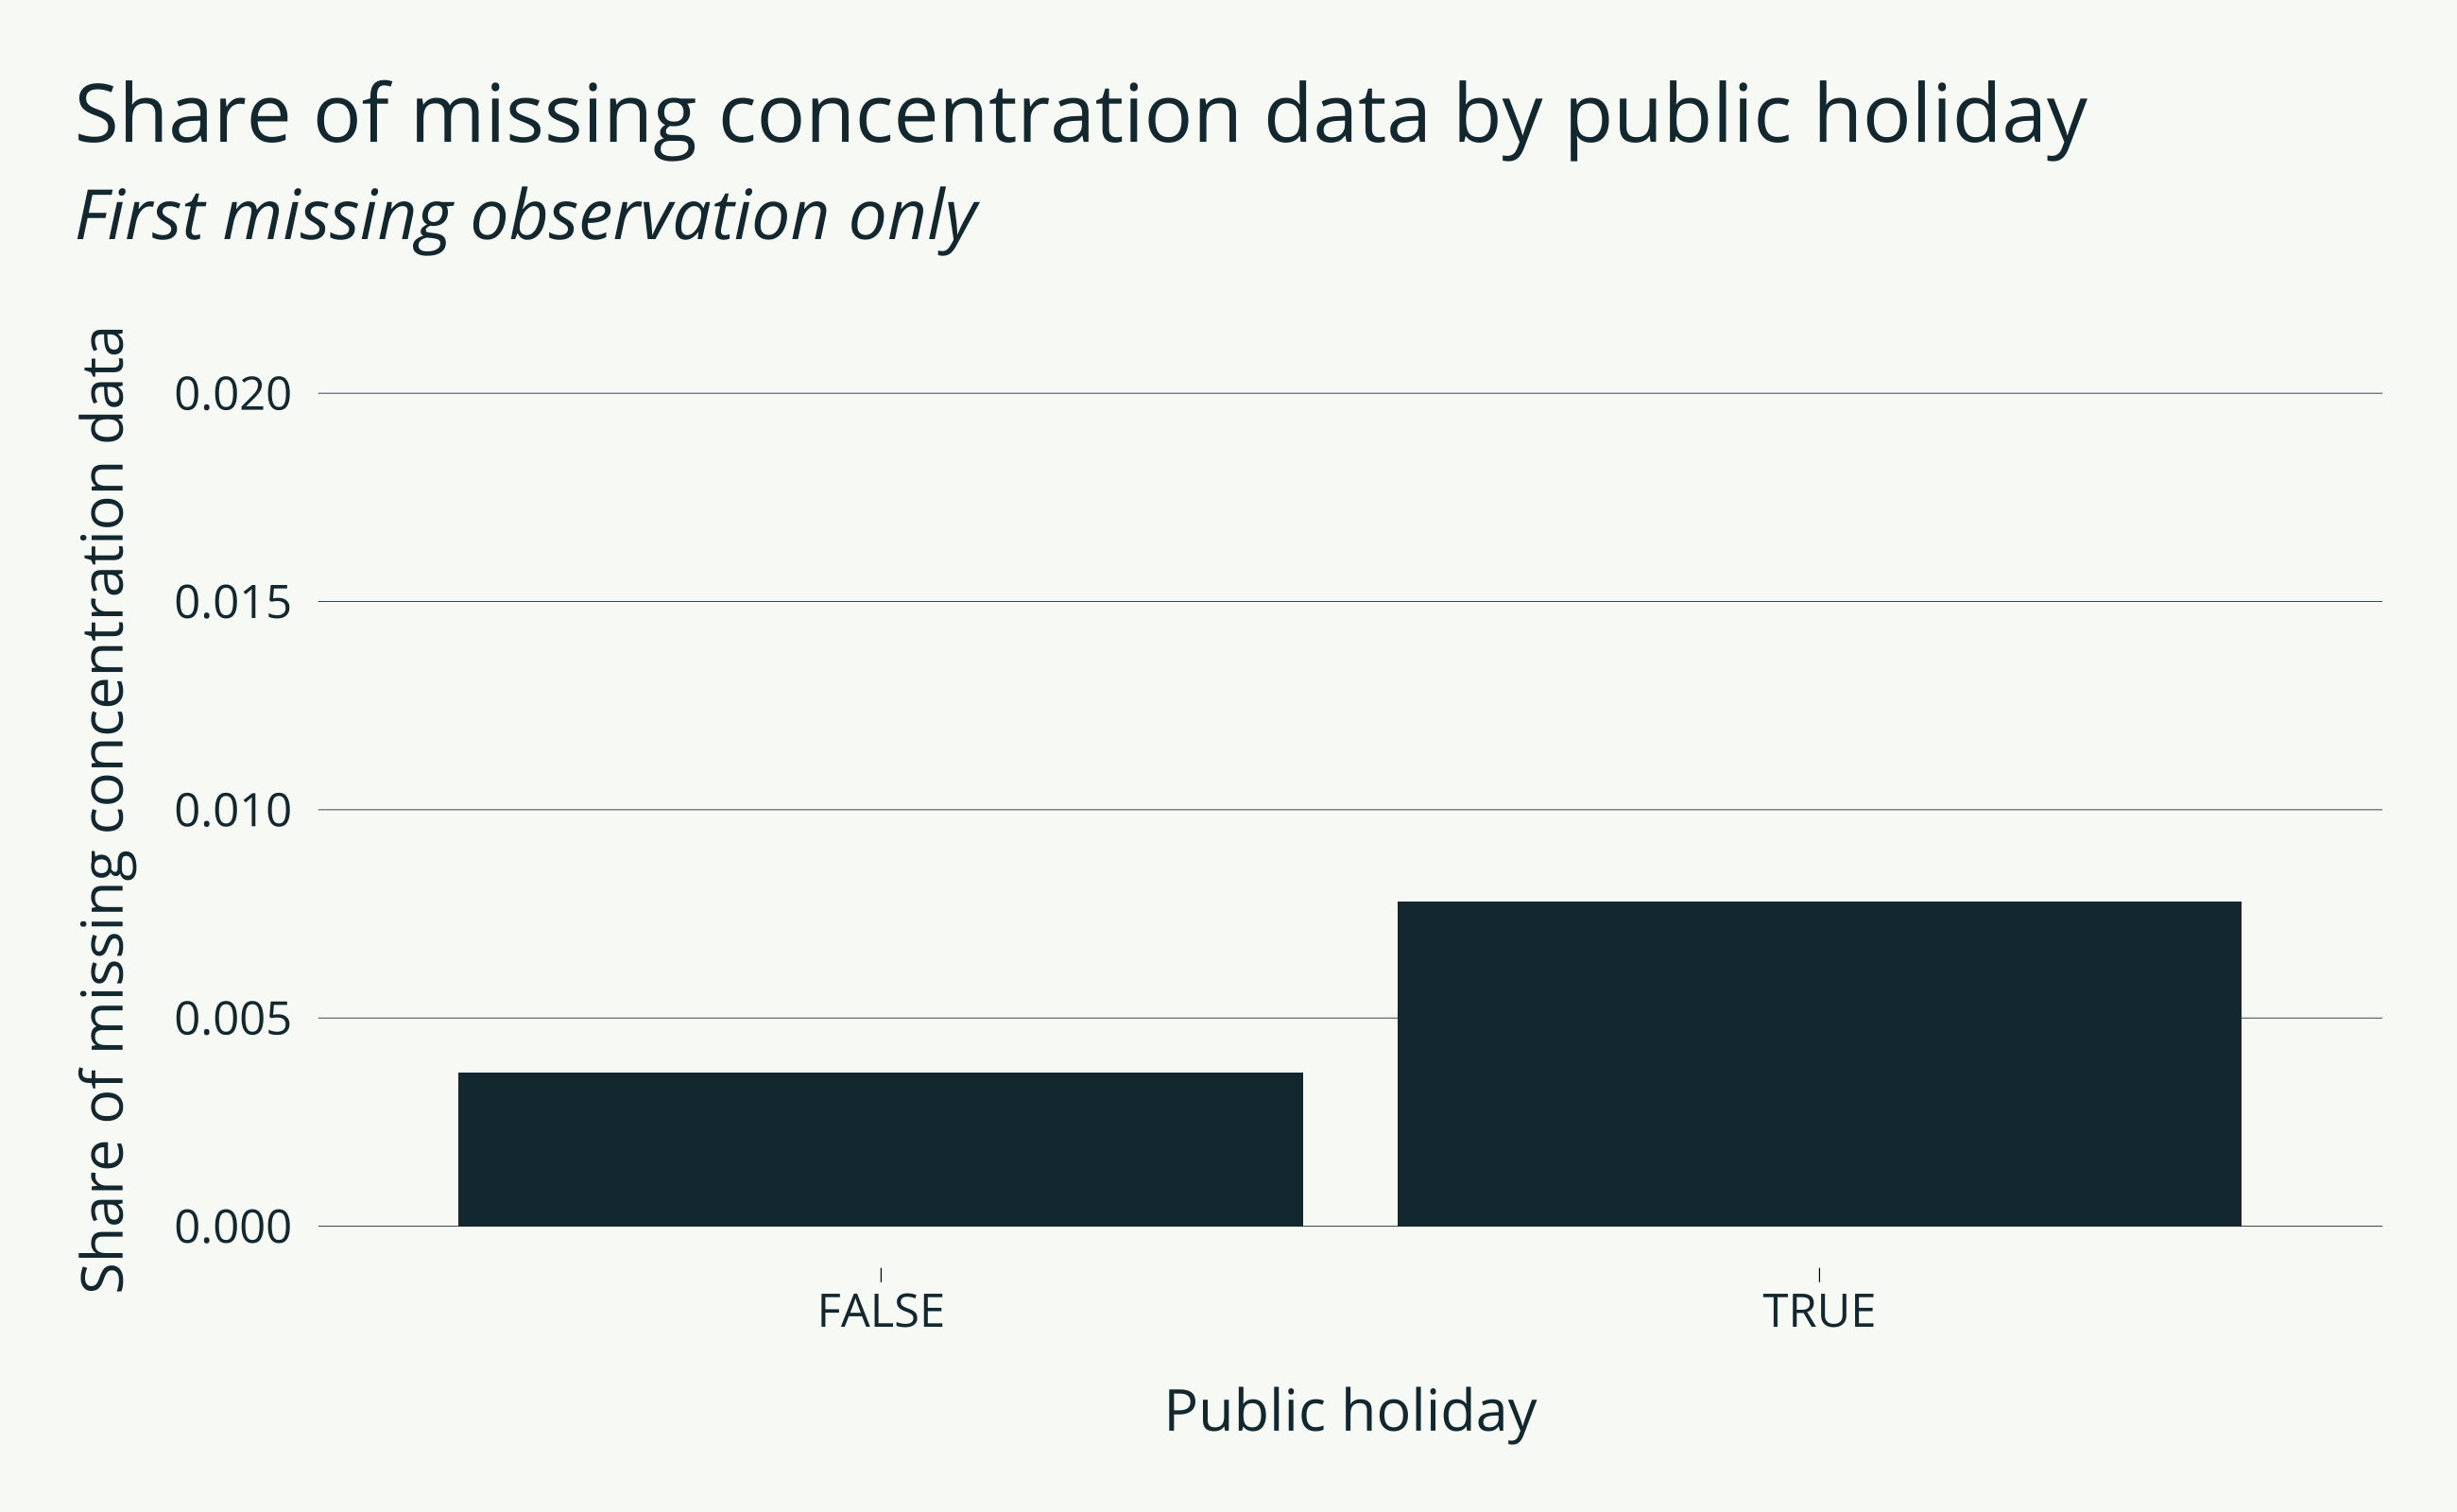 Share of missing concentration data by public holiday
First missing observation only
Share of missing concentration data
0.020
0.015
0.010
0.005
0.000
FALSE TRUE
Public holiday